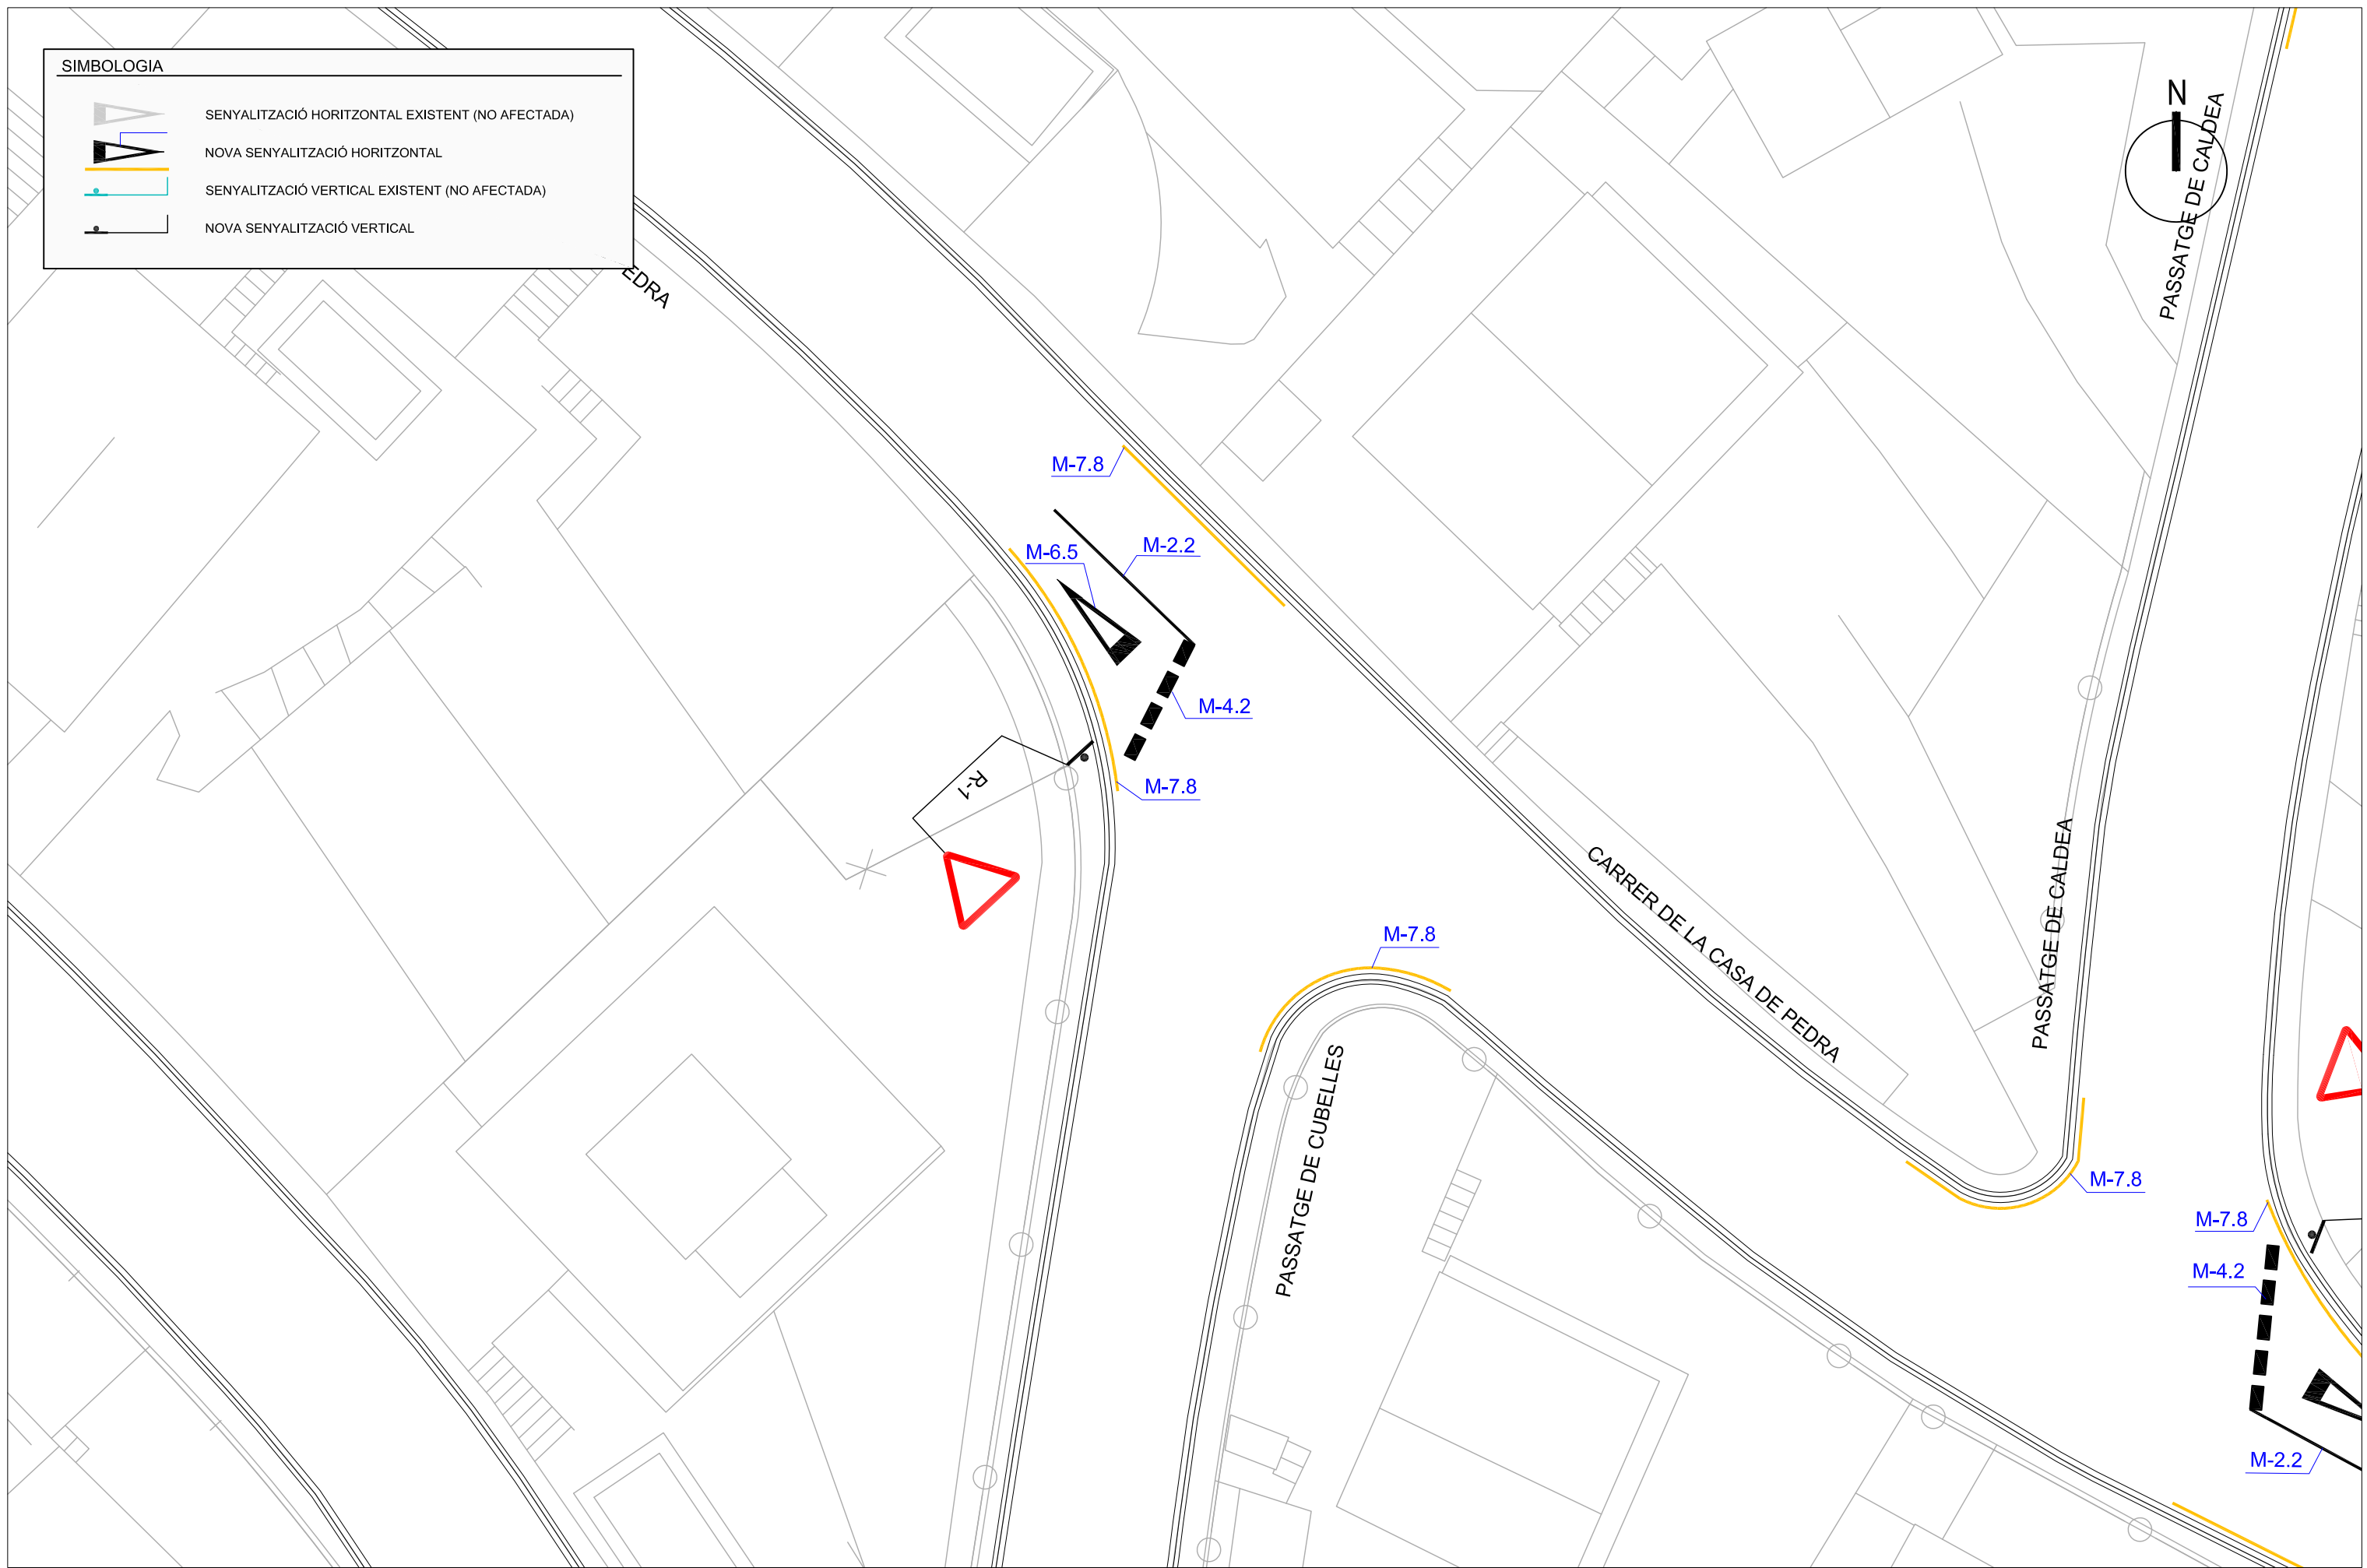 SIMBOLOGIA
SENYALITZACIÓ HORITZONTAL EXISTENT (NO AFECTADA)
NOVA SENYALITZACIÓ HORITZONTAL
SENYALITZACIÓ VERTICAL EXISTENT (NO AFECTADA)
NOVA SENYALITZACIÓ VERTICAL
N
PASSATGE DE CALDEA
EDRA
M-7.8
M-2.2
M-6.5
M-4.2
M-7.8
R-1
CARRER DE LA CASA DE PEDRA
PASSATGE DE CALDEA
M-7.8
PASSATGE DE CUBELLES
M-7.8
M-7.8
M-4.2
M-2.2